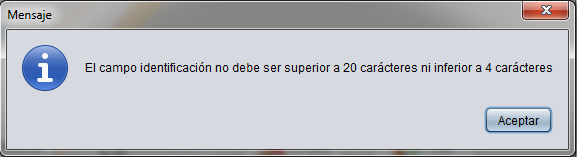 Mensaje
El campo identificación no debe ser superior a 20 carácteres ni inferior a 4 carácteres
Aceptar